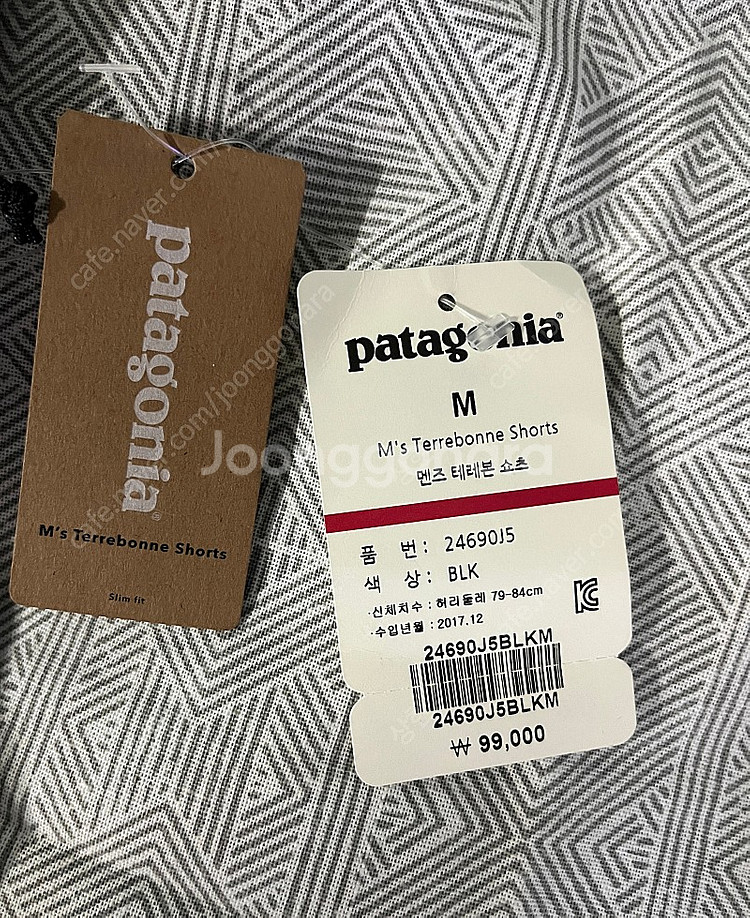 patagonia®
M's Terrebonne Shorts
Slim fit
patagonia®
M
M's Terrebonne Shorts
멘즈 테레본 쇼츠
품 번 : 24690J5
색 상 : BLK
·신체치수 : 허리둘레 79-84cm
·수입년월 : 2017.12
24690J5BLKM
24690J5BLKM
₩ 99,000
Joonggonara
cafe.naver.com/joonggonara